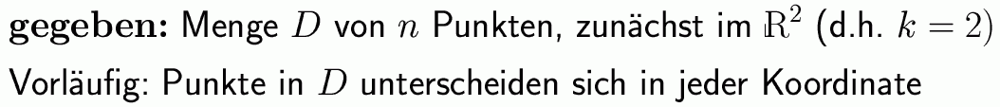 gegeben: Menge D von n Punkten, zunächst im ℝ² (d.h. k = 2)
Vorläufig: Punkte in D unterscheiden sich in jeder Koordinate